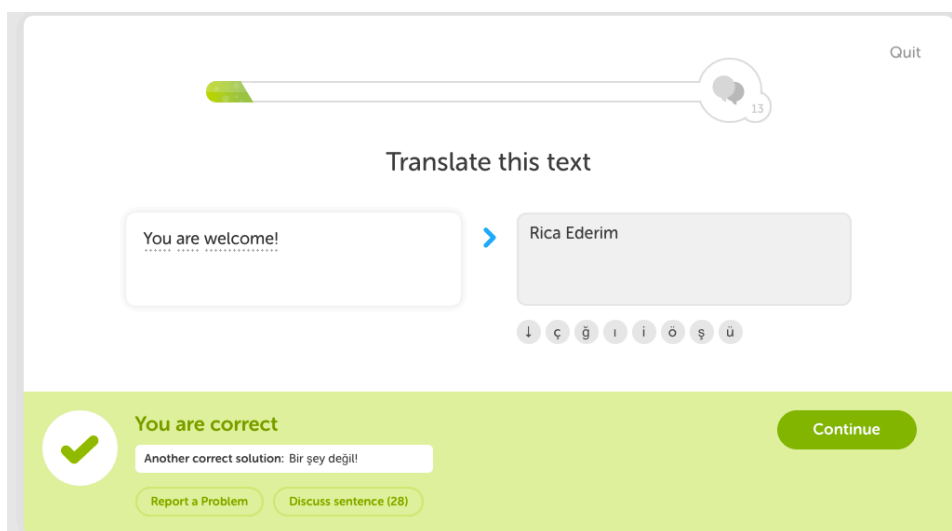 Quit
13
Translate this text
You are welcome!
Rica Ederim
↓ ç ğ ı i ö ş ü
You are correct
Continue
Another correct solution: Bir şey değil!
Report a Problem Discuss sentence (28)